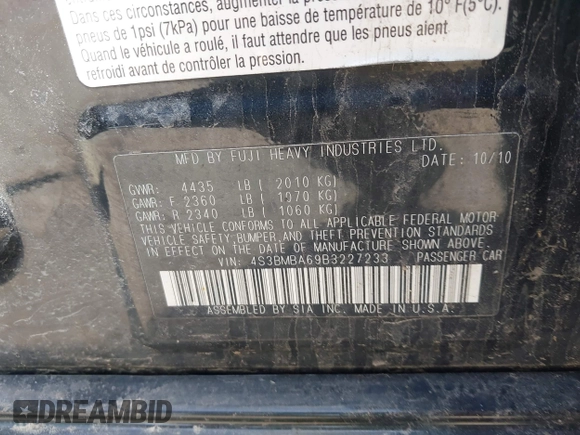 Dans ces circonstances, augmenter la
pneus de 1psi (7kPa) pour une baisse de température de 10° F(5°C).
Quand le véhicule a roulé, il faut attendre que les pneus aient
refroidi avant de contrôler la pression.
MFD BY FUJI HEAVY INDUSTRIES LTD.
DATE: 10/10
GVWR: 4435 LB ( 2010 KG)
GAWR: F 2360 LB ( 1070 KG)
GAWR: R 2340 LB ( 1060 KG)
THIS VEHICLE CONFORMS TO ALL APPLICABLE FEDERAL MOTOR
VEHICLE SAFETY, BUMPER, AND THEFT PREVENTION STANDARDS
IN EFFECT ON THE DATE OF MANUFACTURE SHOWN ABOVE.
VIN: 4S3BMBA69B3227233 PASSENGER CAR
ASSEMBLED BY SIA INC. MADE IN U.S.A.
DREAMBID